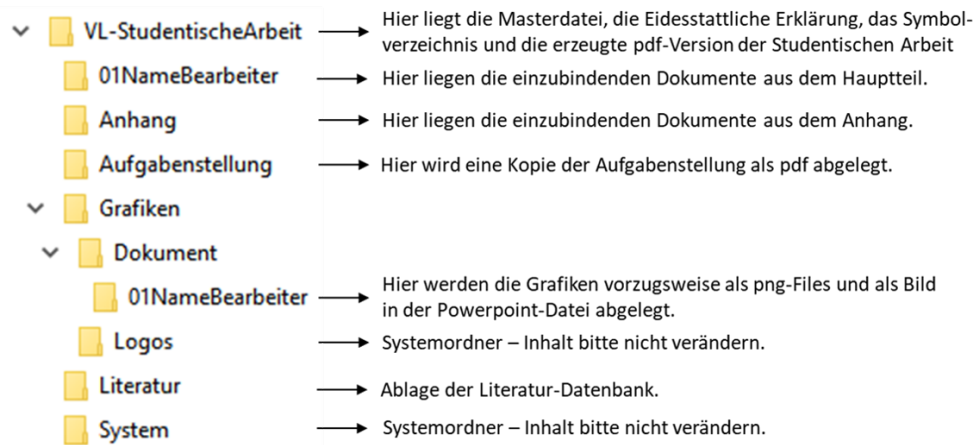 VL-StudentischeArbeit Hier liegt die Masterdatei, die Eidesstattliche Erklärung, das Symbol-
verzeichnis und die erzeugte pdf-Version der Studentischen Arbeit
01NameBearbeiter Hier liegen die einzubindenden Dokumente aus dem Hauptteil.
Anhang Hier liegen die einzubindenden Dokumente aus dem Anhang.
Aufgabenstellung Hier wird eine Kopie der Aufgabenstellung als pdf abgelegt.
Grafiken
Dokument
01NameBearbeiter Hier werden die Grafiken vorzugsweise als png-Files und als Bild
in der Powerpoint-Datei abgelegt.
Logos Systemordner – Inhalt bitte nicht verändern.
Literatur Ablage der Literatur-Datenbank.
System Systemordner – Inhalt bitte nicht verändern.